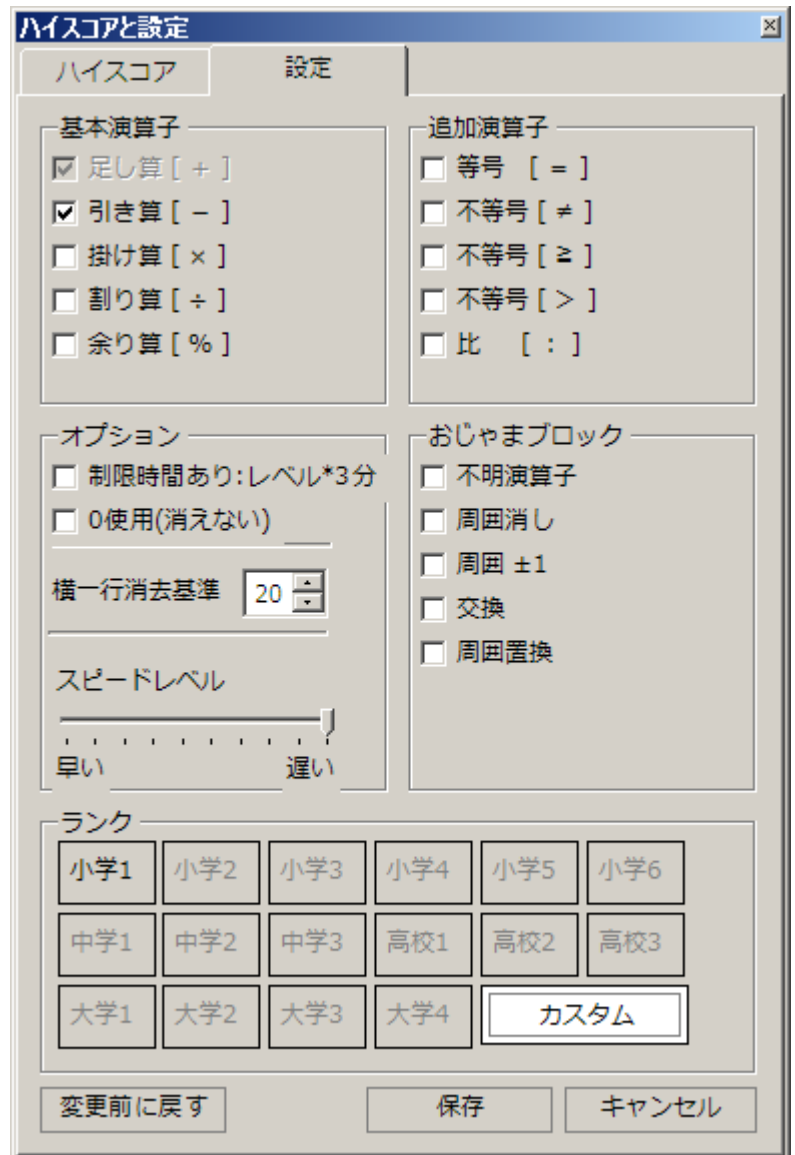 ハイスコアと設定
ハイスコア 設定
基本演算子
足し算 [ + ]
引き算 [ − ]
掛け算 [ × ]
割り算 [ ÷ ]
余り算 [ % ]
追加演算子
等号 [ = ]
不等号 [ ≠ ]
不等号 [ ≧ ]
不等号 [ > ]
比 [ : ]
オプション
制限時間あり:レベル*3分
0使用(消えない)
横一行消去基準 20
スピードレベル
早い 遅い
おじゃまブロック
不明演算子
周囲消し
周囲 ±1
交換
周囲置換
ランク
小学1 小学2 小学3 小学4 小学5 小学6
中学1 中学2 中学3 高校1 高校2 高校3
大学1 大学2 大学3 大学4 カスタム
変更前に戻す 保存 キャンセル